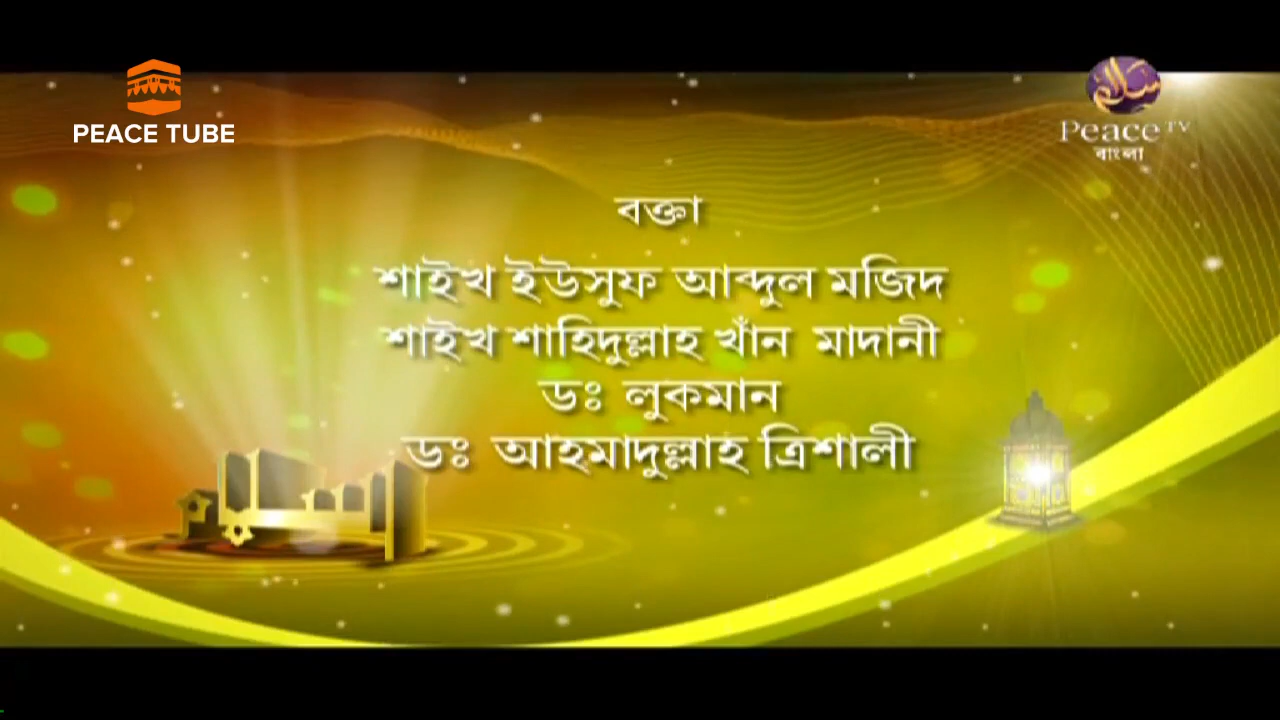 PEACE TUBE
Peace TV
বাংলা
বক্তা
শাইখ ইউসুফ আব্দুল মজিদ
শাইখ শাহিদুল্লাহ খাঁন মাদানী
ডঃ লুকমান
ডঃ আহমাদুল্লাহ ত্রিশালী